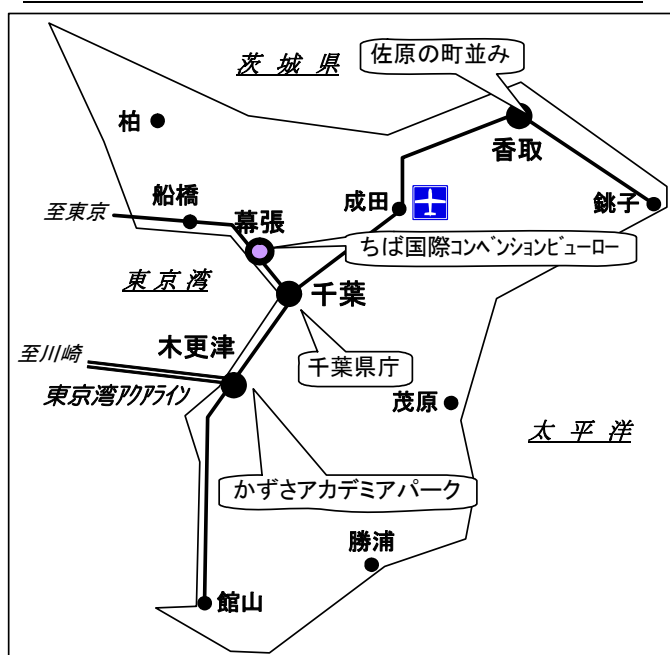 茨城県
佐原の町並み
柏
香取
船橋
成田
銚子
至東京
幕張
ちば国際コンベンションビューロー
東京湾
千葉
木更津
千葉県庁
至川崎
東京湾アクアライン
茂原
太平洋
かずさアカデミアパーク
勝浦
館山